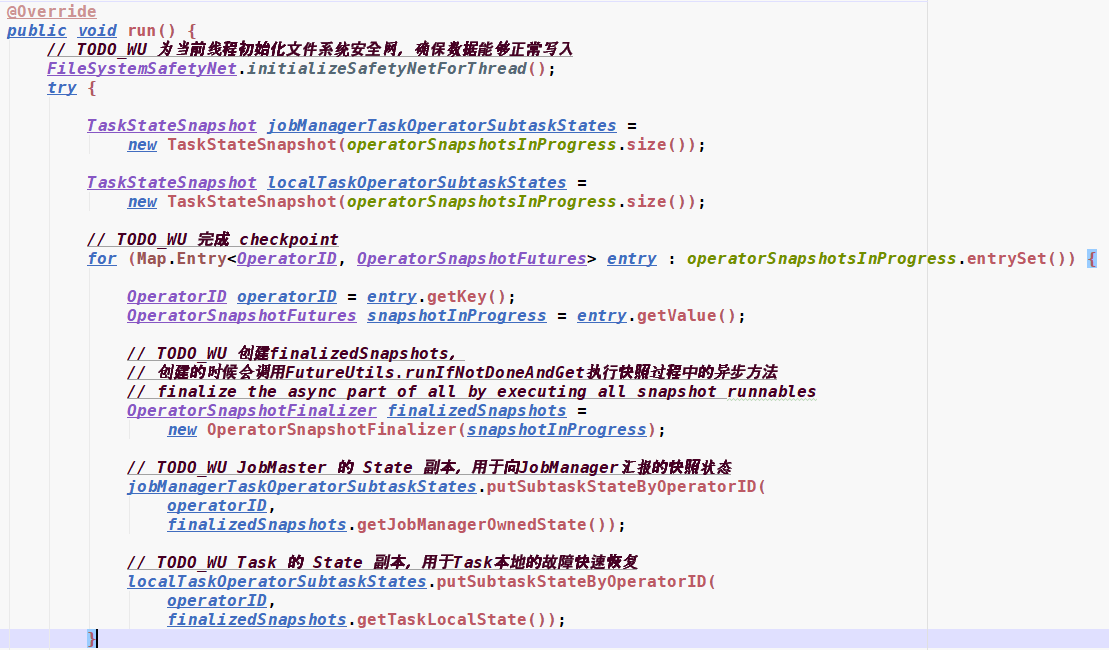 @Override
public void run() {
    // TODO_WU 为当前线程初始化文件系统安全网，确保数据能够正常写入
    FileSystemSafetyNet.initializeSafetyNetForThread();
    try {
        TaskStateSnapshot jobManagerTaskOperatorSubtaskStates =
            new TaskStateSnapshot(operatorSnapshotsInProgress.size());
        TaskStateSnapshot localTaskOperatorSubtaskStates =
            new TaskStateSnapshot(operatorSnapshotsInProgress.size());
        // TODO_WU 完成 checkpoint
        for (Map.Entry<OperatorID, OperatorSnapshotFutures> entry : operatorSnapshotsInProgress.entrySet()) {
            OperatorID operatorID = entry.getKey();
            OperatorSnapshotFutures snapshotInProgress = entry.getValue();
            // TODO_WU 创建finalizedSnapshots，
            // 创建的时候会调用FutureUtils.runIfNotDoneAndGet执行快照过程中的异步方法
            // finalize the async part of all by executing all snapshot runnables
            OperatorSnapshotFinalizer finalizedSnapshots =
                new OperatorSnapshotFinalizer(snapshotInProgress);
            // TODO_WU JobMaster 的 State 副本，用于向JobManager汇报的快照状态
            jobManagerTaskOperatorSubtaskStates.putSubtaskStateByOperatorID(
                operatorID,
                finalizedSnapshots.getJobManagerOwnedState());
            // TODO_WU Task 的 State 副本，用于Task本地的故障快速恢复
            localTaskOperatorSubtaskStates.putSubtaskStateByOperatorID(
                operatorID,
                finalizedSnapshots.getTaskLocalState());
        }